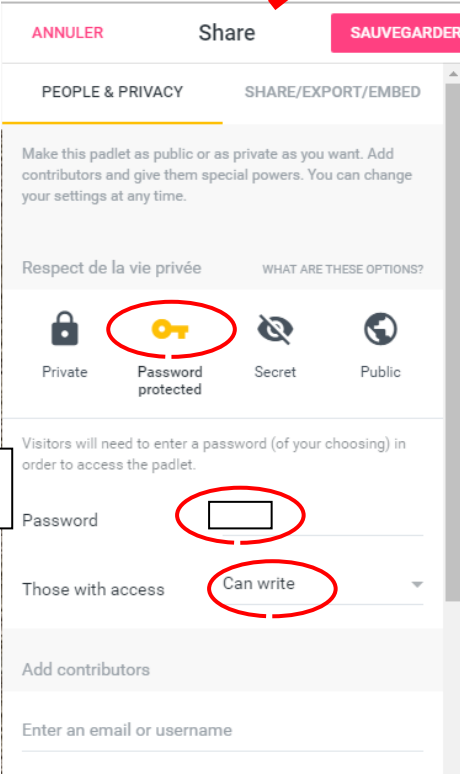 ANNULER Share SAUVEGARDER
PEOPLE & PRIVACY SHARE/EXPORT/EMBED
Make this padlet as public or as private as you want. Add
contributors and give them special powers. You can change
your settings at any time.
Respect de la vie privée WHAT ARE THESE OPTIONS?
Private Password Secret Public
protected
Visitors will need to enter a password (of your choosing) in
order to access the padlet.
Password
Those with access Can write
Add contributors
Enter an email or username